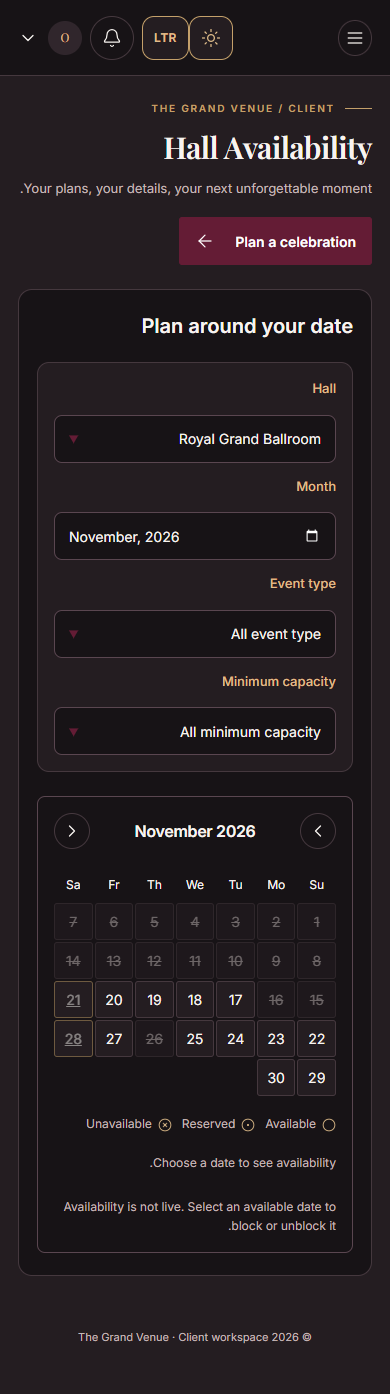 O LTR
THE GRAND VENUE / CLIENT
Hall Availability
.Your plans, your details, your next unforgettable moment
Plan a celebration
Plan around your date
Hall
Royal Grand Ballroom
Month
November, 2026
Event type
All event type
Minimum capacity
All minimum capacity
November 2026
Sa Fr Th We Tu Mo Su
7 6 5 4 3 2 1
14 13 12 11 10 9 8
21 20 19 18 17 16 15
28 27 26 25 24 23 22
30 29
Unavailable Reserved Available
.Choose a date to see availability
Availability is not live. Select an available date to
.block or unblock it
The Grand Venue · Client workspace 2026 ©